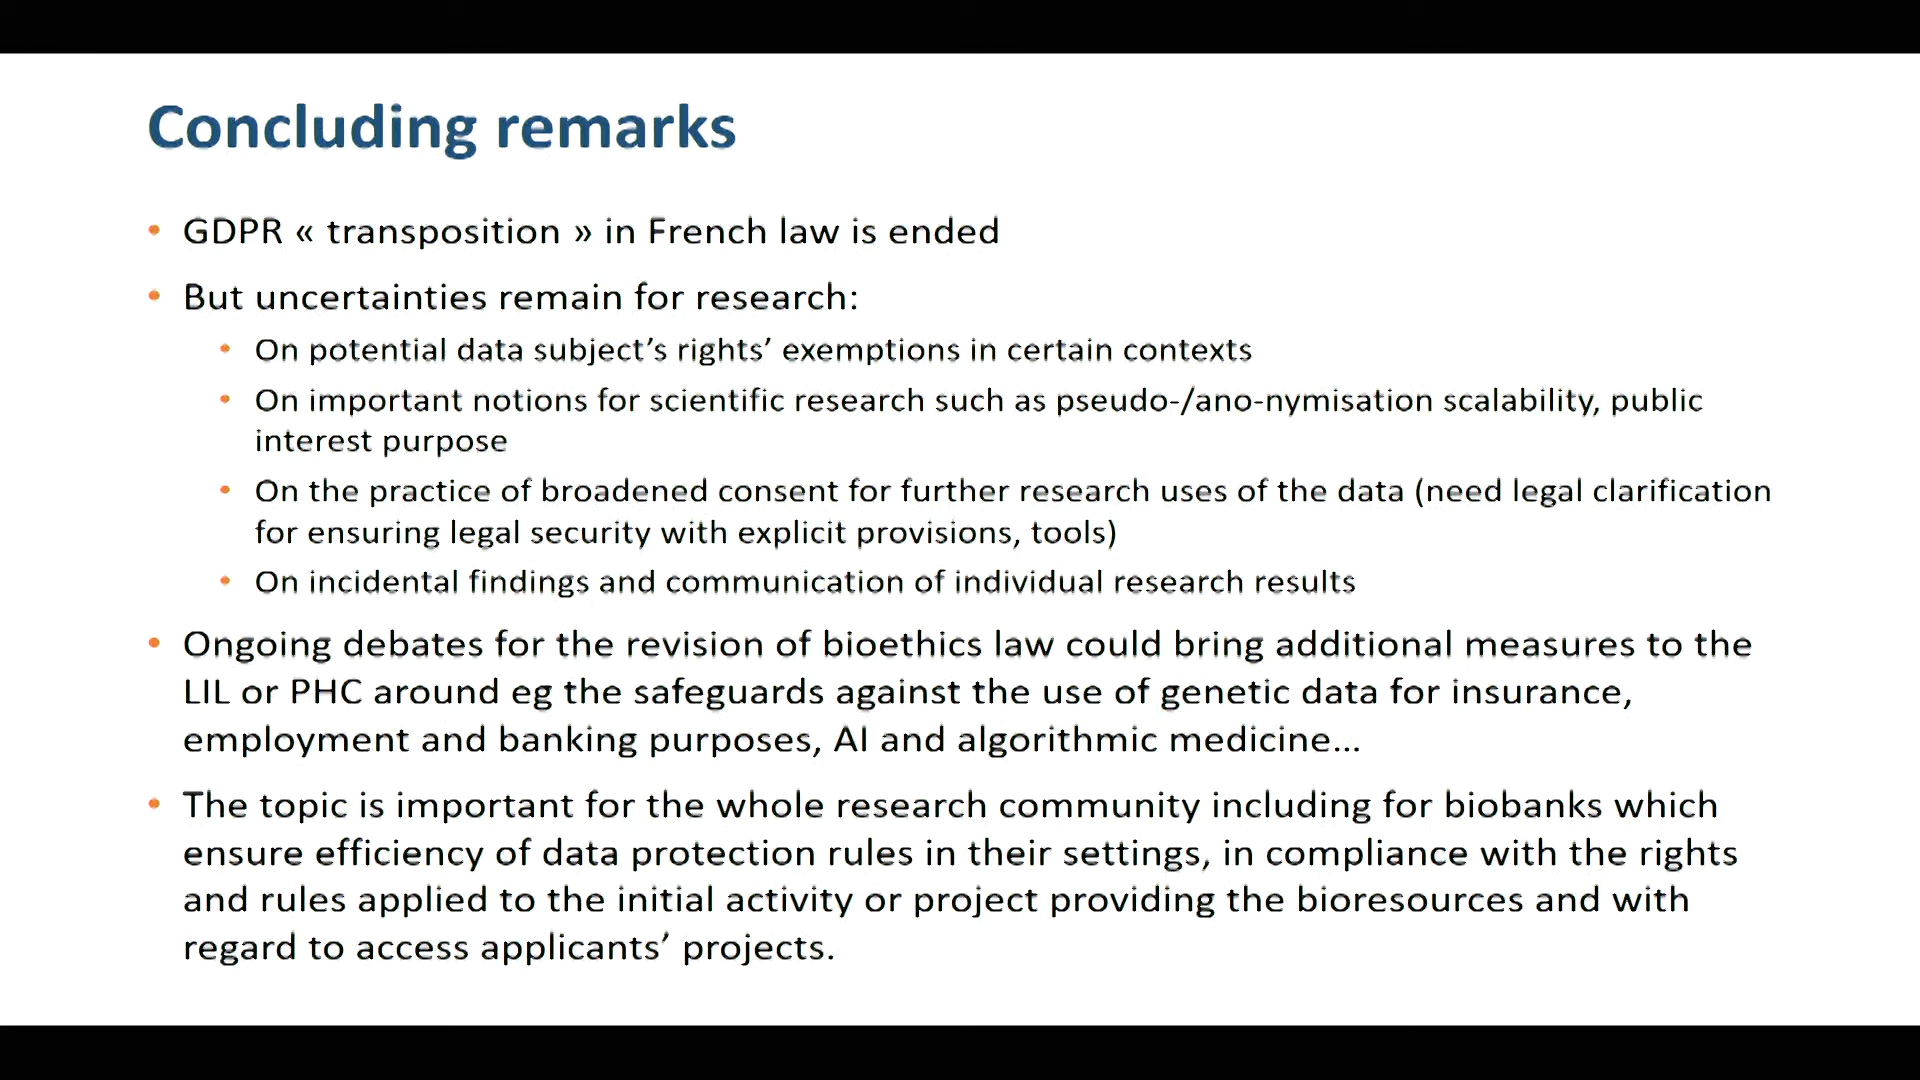 Concluding remarks
• GDPR « transposition » in French law is ended
• But uncertainties remain for research:
• On potential data subject’s rights’ exemptions in certain contexts
• On important notions for scientific research such as pseudo-/ano-nymisation scalability, public
interest purpose
• On the practice of broadened consent for further research uses of the data (need legal clarification
for ensuring legal security with explicit provisions, tools)
• On incidental findings and communication of individual research results
• Ongoing debates for the revision of bioethics law could bring additional measures to the
LIL or PHC around eg the safeguards against the use of genetic data for insurance,
employment and banking purposes, AI and algorithmic medicine...
• The topic is important for the whole research community including for biobanks which
ensure efficiency of data protection rules in their settings, in compliance with the rights
and rules applied to the initial activity or project providing the bioresources and with
regard to access applicants’ projects.